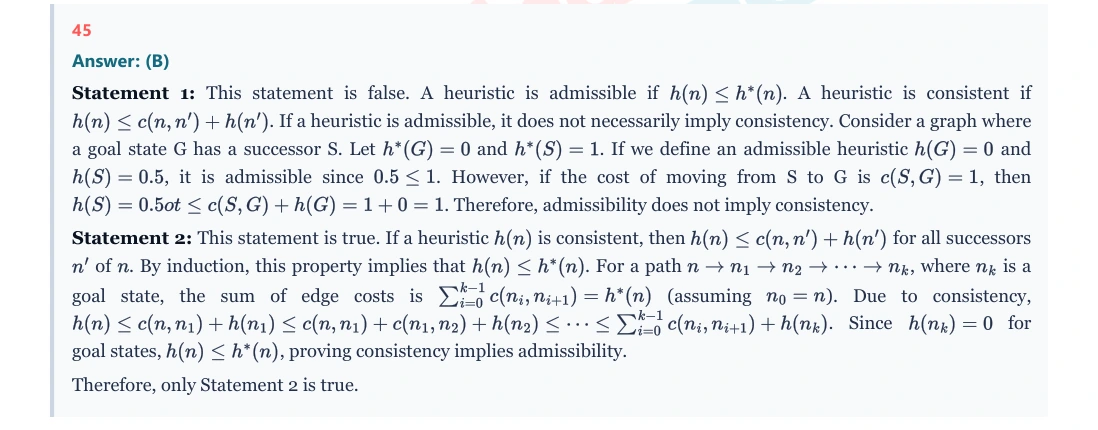 45
Answer: (B)
Statement 1: This statement is false. A heuristic is admissible if h(n) ≤ h*(n). A heuristic is consistent if
h(n) ≤ c(n, n′) + h(n′). If a heuristic is admissible, it does not necessarily imply consistency. Consider a graph where
a goal state G has a successor S. Let h*(G) = 0 and h*(S) = 1. If we define an admissible heuristic h(G) = 0 and
h(S) = 0.5, it is admissible since 0.5 ≤ 1. However, if the cost of moving from S to G is c(S, G) = 1, then
h(S) = 0.5ot ≤ c(S, G) + h(G) = 1 + 0 = 1. Therefore, admissibility does not imply consistency.
Statement 2: This statement is true. If a heuristic h(n) is consistent, then h(n) ≤ c(n, n′) + h(n′) for all successors
n′ of n. By induction, this property implies that h(n) ≤ h*(n). For a path n → n₁ → n₂ → ⋯ → nₖ, where nₖ is a
goal state, the sum of edge costs is ∑_{i=0}^{k−1} c(nᵢ, nᵢ₊₁) = h*(n) (assuming n₀ = n). Due to consistency,
h(n) ≤ c(n, n₁) + h(n₁) ≤ c(n, n₁) + c(n₁, n₂) + h(n₂) ≤ ⋯ ≤ ∑_{i=0}^{k−1} c(nᵢ, nᵢ₊₁) + h(nₖ). Since h(nₖ) = 0 for
goal states, h(n) ≤ h*(n), proving consistency implies admissibility.
Therefore, only Statement 2 is true.